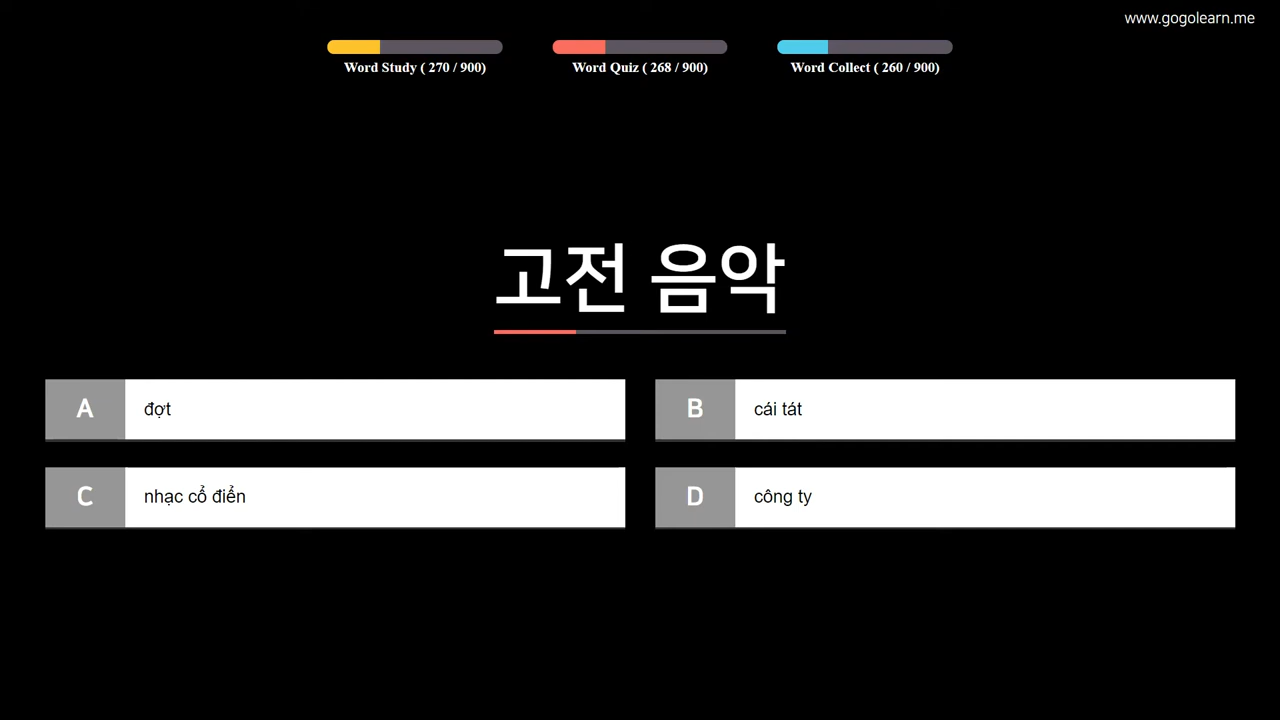 www.gogolearn.me
Word Study ( 270 / 900)
Word Quiz ( 268 / 900)
Word Collect ( 260 / 900)
고전 음악
A đợt
B cái tát
C nhạc cổ điển
D công ty